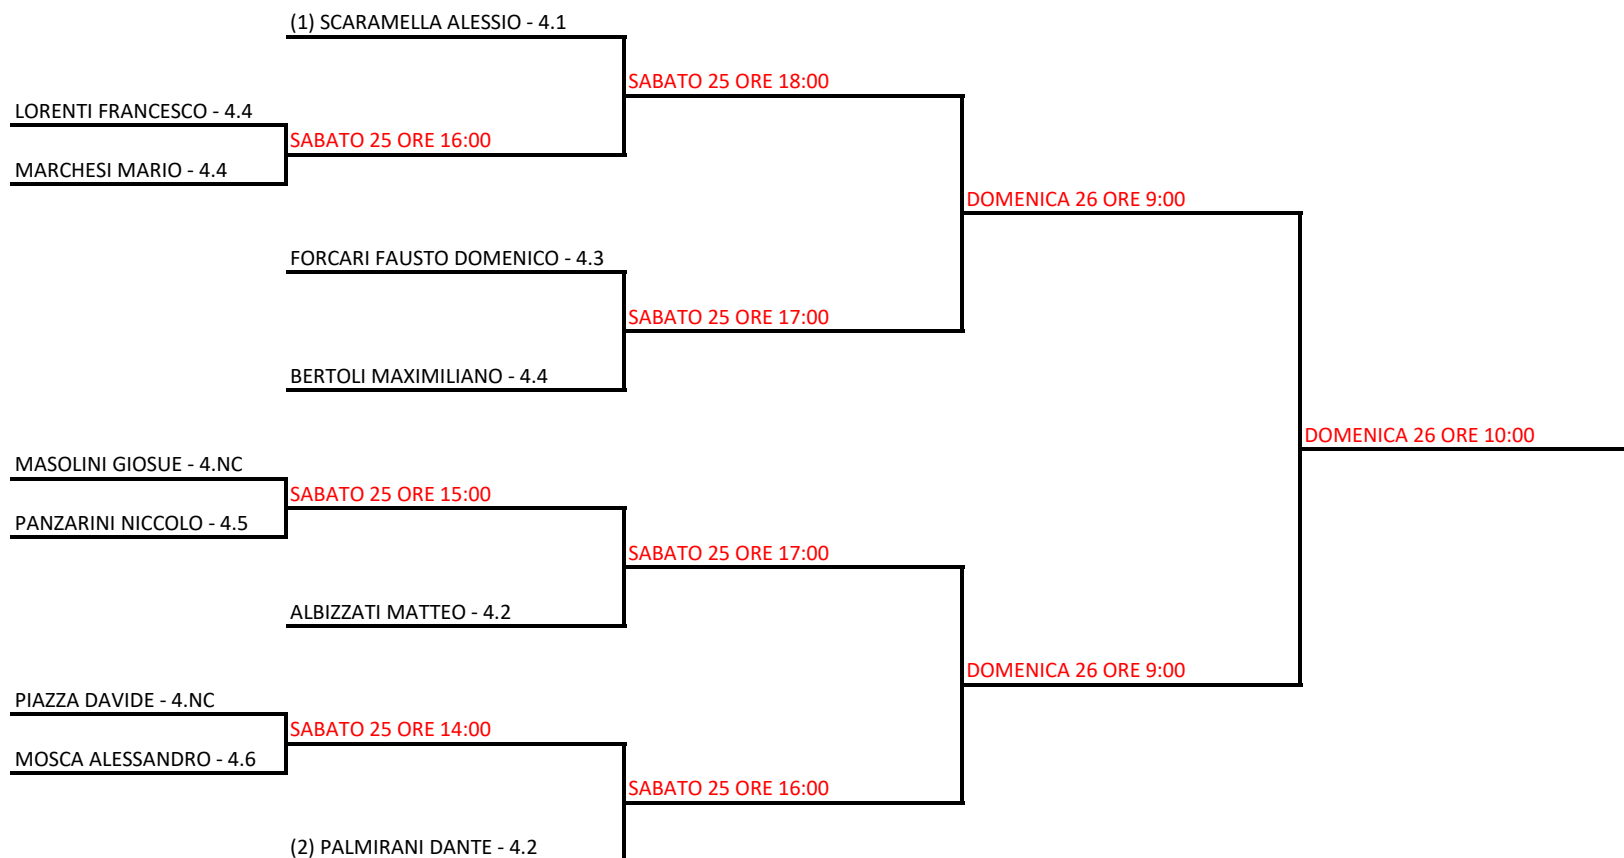 (1) SCARAMELLA ALESSIO - 4.1
SABATO 25 ORE 18:00
LORENTI FRANCESCO - 4.4
SABATO 25 ORE 16:00
MARCHESI MARIO - 4.4
DOMENICA 26 ORE 9:00
FORCARI FAUSTO DOMENICO - 4.3
SABATO 25 ORE 17:00
BERTOLI MAXIMILIANO - 4.4
DOMENICA 26 ORE 10:00
MASOLINI GIOSUE - 4.NC
SABATO 25 ORE 15:00
PANZARINI NICCOLO - 4.5
SABATO 25 ORE 17:00
ALBIZZATI MATTEO - 4.2
DOMENICA 26 ORE 9:00
PIAZZA DAVIDE - 4.NC
SABATO 25 ORE 14:00
MOSCA ALESSANDRO - 4.6
SABATO 25 ORE 16:00
(2) PALMIRANI DANTE - 4.2